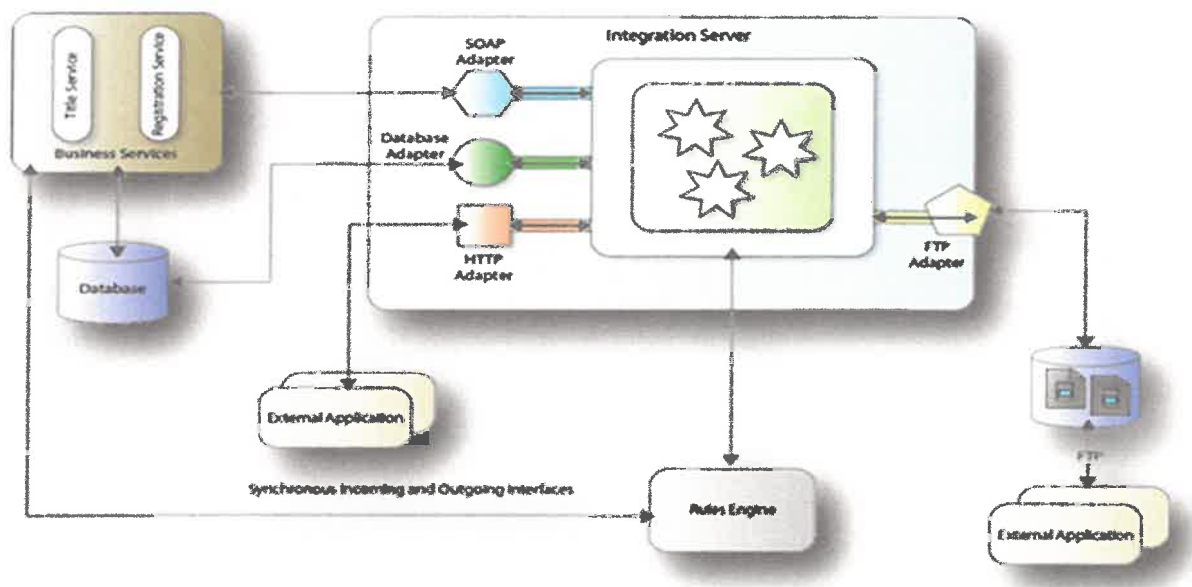 Integration Server
SOAP
Adapter
Title Service
Registration Service
Business Services
Database
Adapter
HTTP
Adapter
FTP
Adapter
Database
External Application
FTP
Synchronous Incoming and Outgoing Interfaces
Rules Engine
External Application